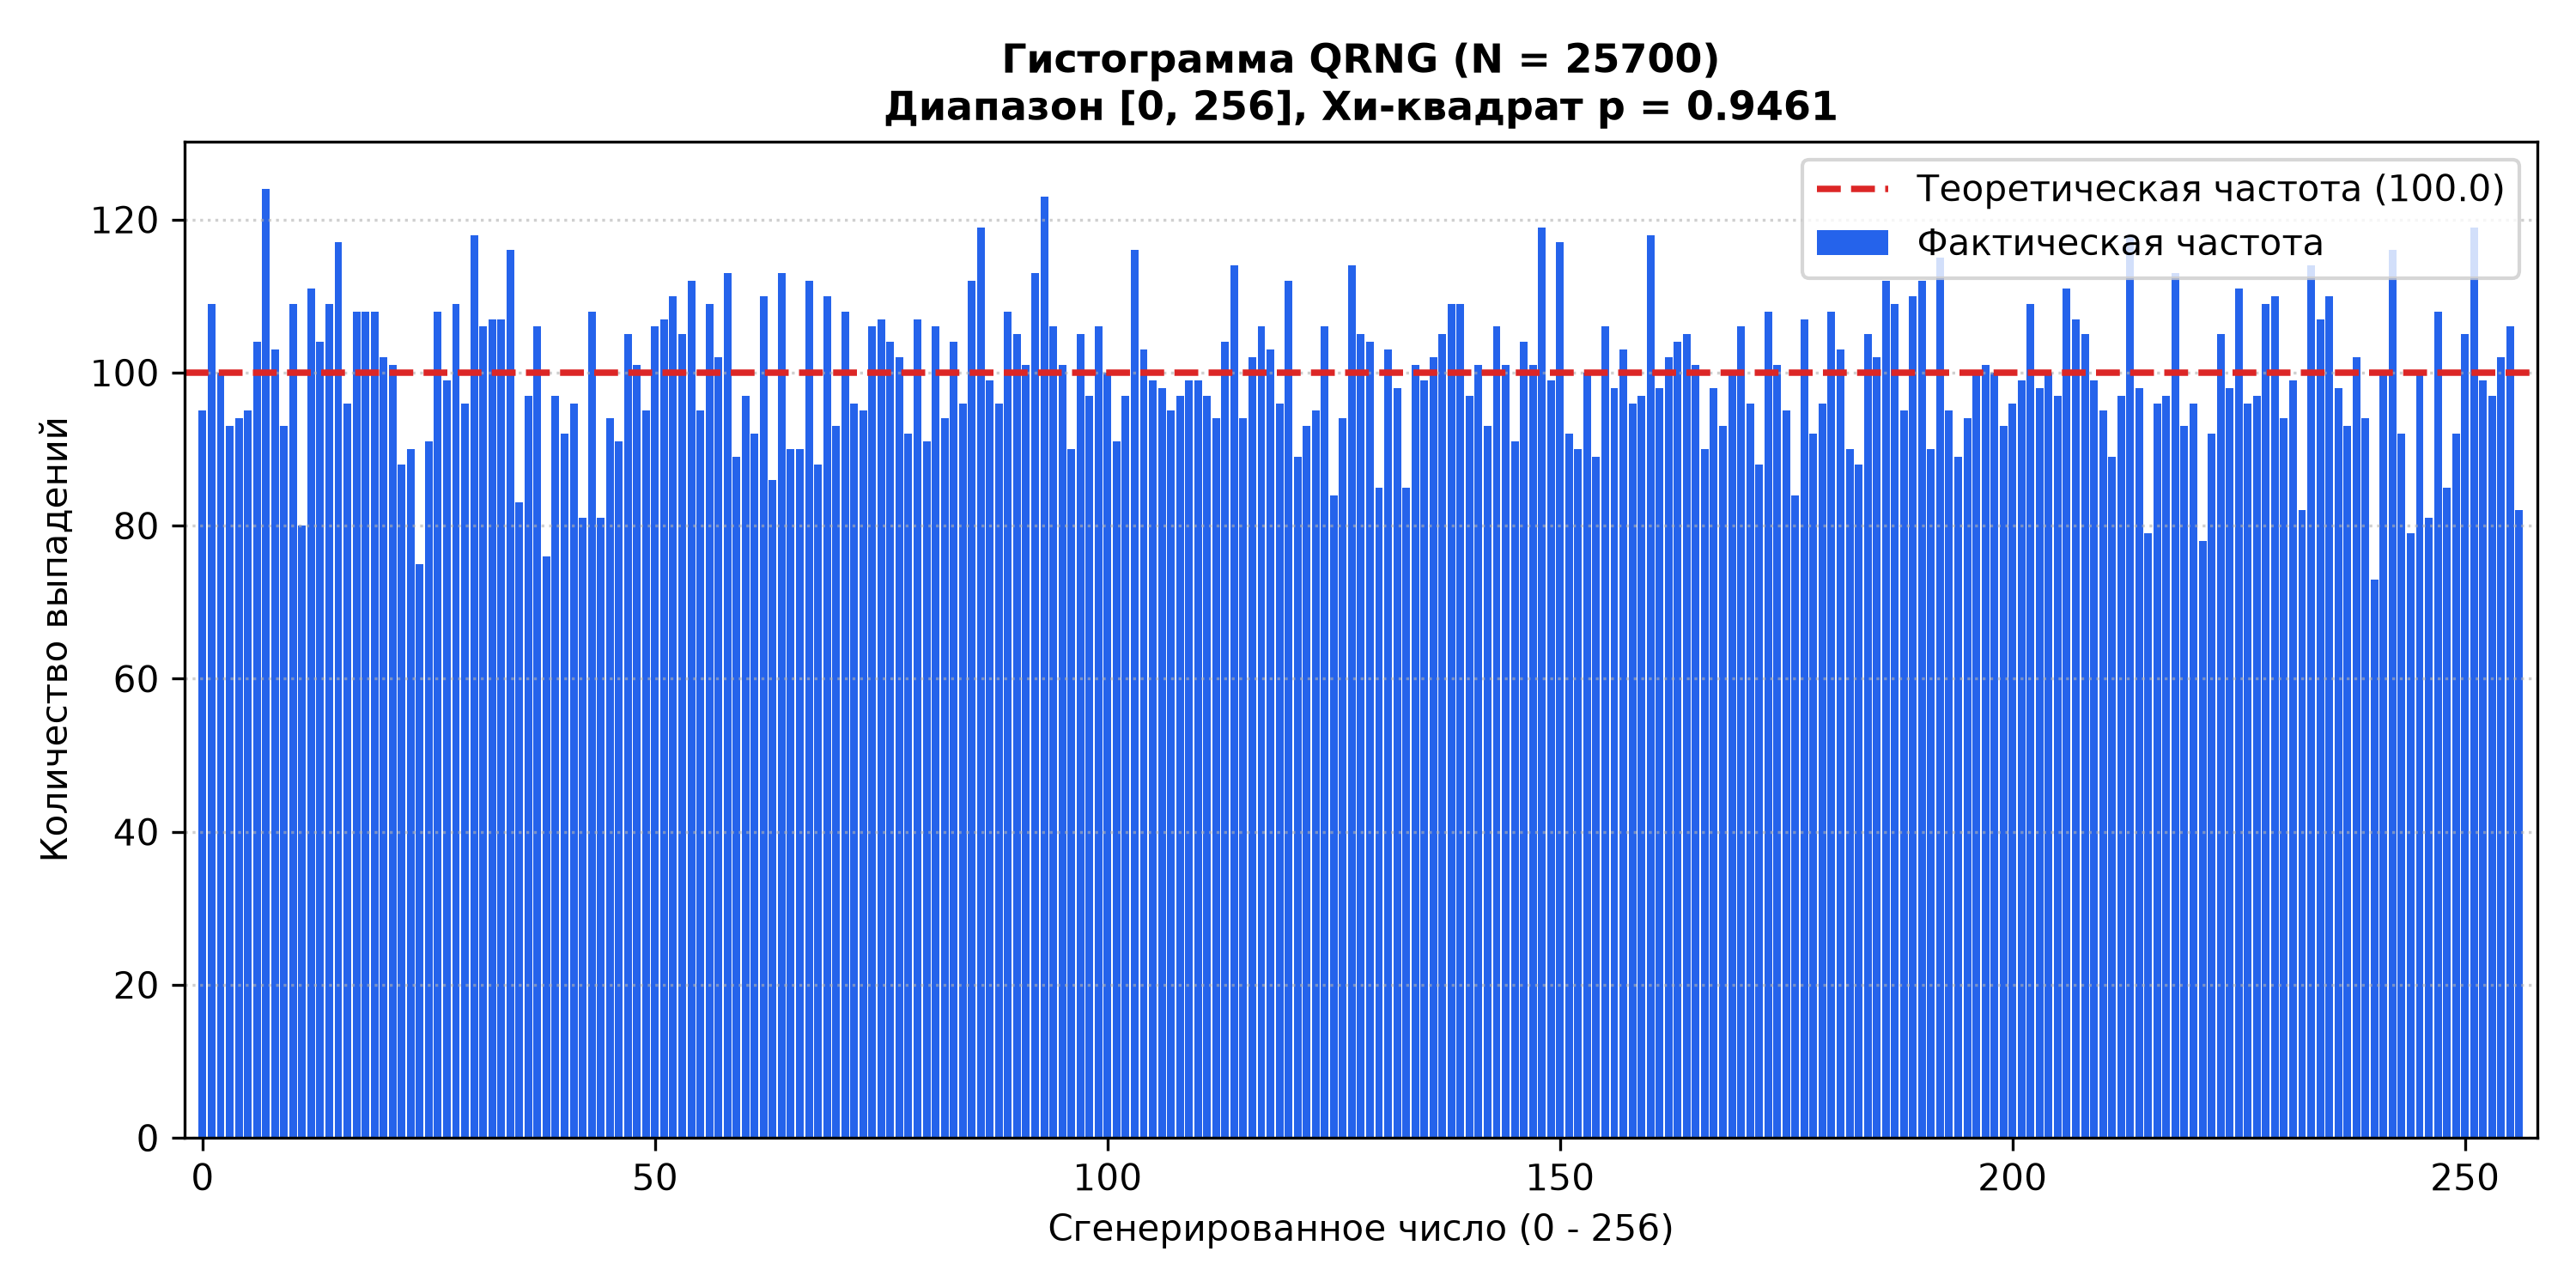 Гистограмма QRNG (N = 25700)
Диапазон [0, 256], Хи-квадрат p = 0.9461
Теоретическая частота (100.0)
Фактическая частота
Количество выпадений
120
100
80
60
40
20
0
0 50 100 150 200 250
Сгенерированное число (0 - 256)